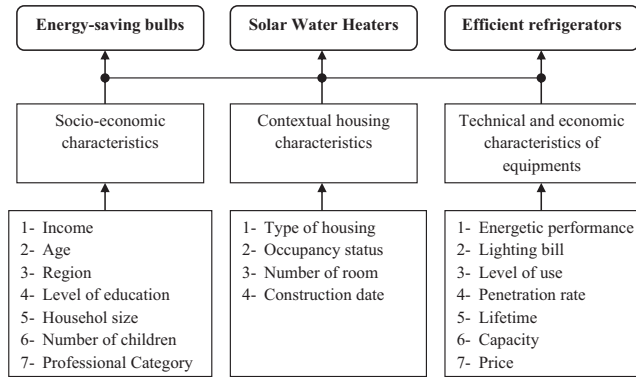 Energy-saving bulbs
Solar Water Heaters
Efficient refrigerators
Socio-economic
characteristics
Contextual housing
characteristics
Technical and economic
characteristics of
equipments
1- Income
2- Age
3- Region
4- Level of education
5- Househol size
6- Number of children
7- Professional Category
1- Type of housing
2- Occupancy status
3- Number of room
4- Construction date
1- Energetic performance
2- Lighting bill
3- Level of use
4- Penetration rate
5- Lifetime
6- Capacity
7- Price